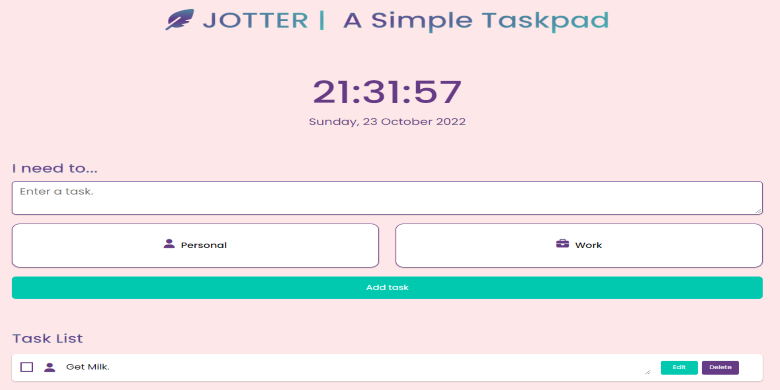 JOTTER | A Simple Taskpad
21:31:57
Sunday, 23 October 2022
I need to...
Enter a task.
Personal Work
Add task
Task List
Get Milk. Edit Delete